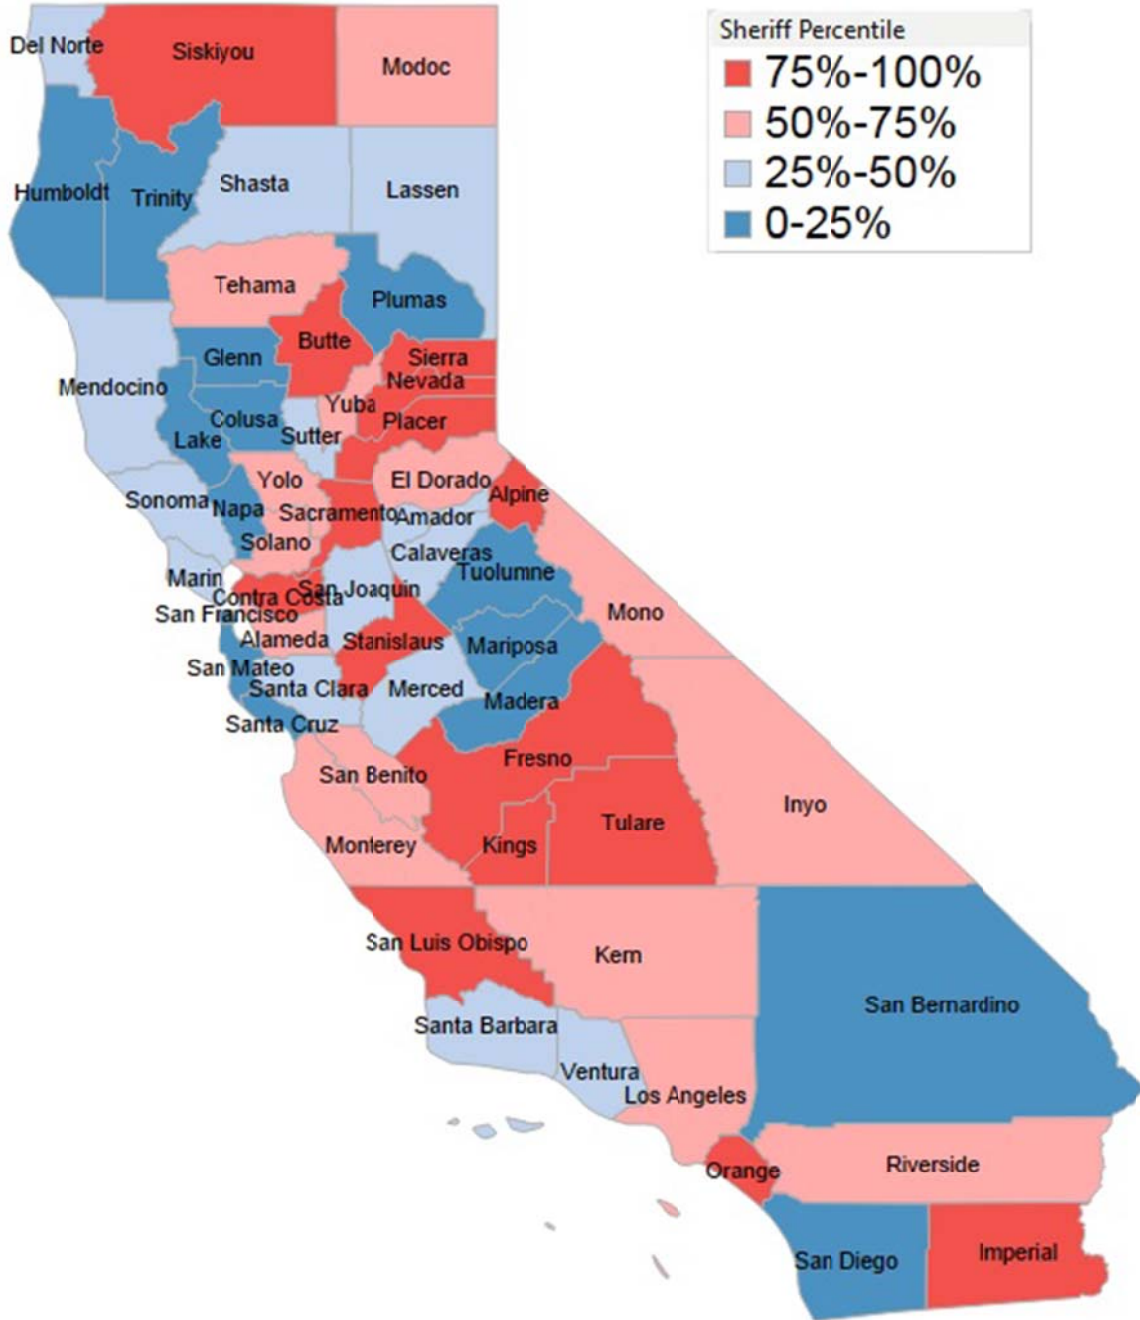 Sheriff Percentile
75%-100%
50%-75%
25%-50%
0-25%
Del Norte
Siskiyou
Modoc
Humboldt
Trinity
Shasta
Lassen
Tehama
Plumas
Butte
Glenn
Sierra
Nevada
Mendocino
Yuba
Placer
Colusa
Sutter
Lake
El Dorado
Yolo
Alpine
Sonoma
Napa
Sacramento
Amador
Solano
Calaveras
Tuolumne
Marin
Contra Costa
San Joaquin
San Francisco
Mono
Alameda
Stanislaus
Mariposa
San Mateo
Santa Clara
Merced
Madera
Santa Cruz
Fresno
San Benito
Inyo
Tulare
Monterey
Kings
San Luis Obispo
Kern
San Bernardino
Santa Barbara
Ventura
Los Angeles
Orange
Riverside
San Diego
Imperial